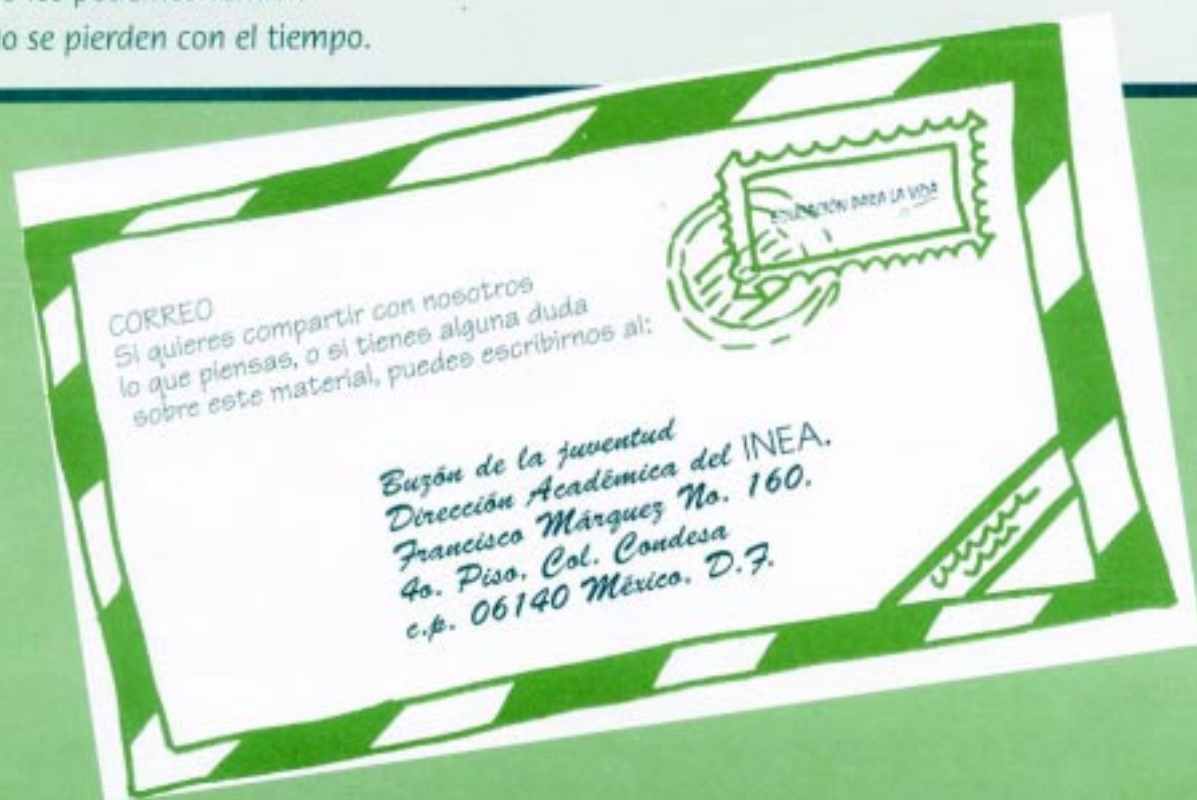 se pierden con el tiempo.
EDUCACIÓN PARA LA VIDA
CORREO
Si quieres compartir con nosotros
lo que piensas, o si tienes alguna duda
sobre este material, puedes escribirnos al:
Buzón de la juventud
Dirección Académica del INEA.
Francisco Márquez No. 160.
4o. Piso. Col. Condesa
c.p. 06140 México. D.F.